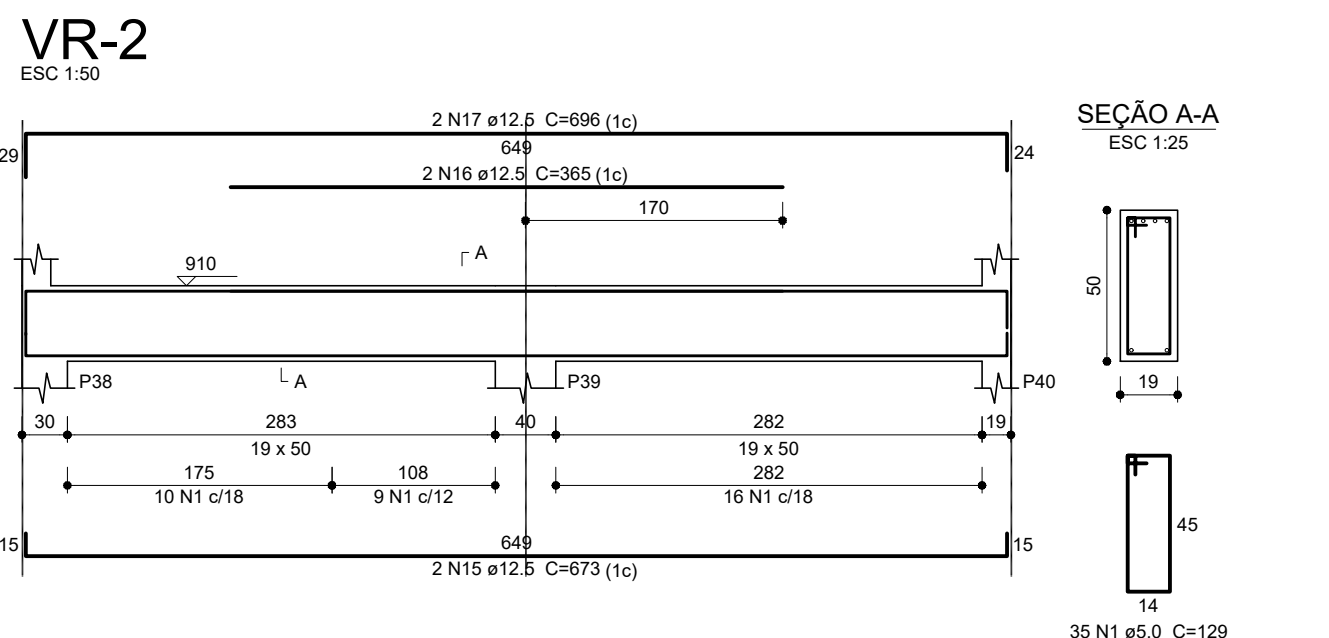 VR-2
ESC 1:50
2 N17 ø12.5 C=696 (1c)
29
649
24
2 N16 ø12.5 C=365 (1c)
170
A
910
A
P38
P39
P40
30
283
40
282
19
19 x 50
19 x 50
175
108
282
10 N1 c/18
9 N1 c/12
16 N1 c/18
15
649
15
2 N15 ø12.5 C=673 (1c)
SEÇÃO A-A
ESC 1:25
50
19
45
14
35 N1 ø5.0 C=129